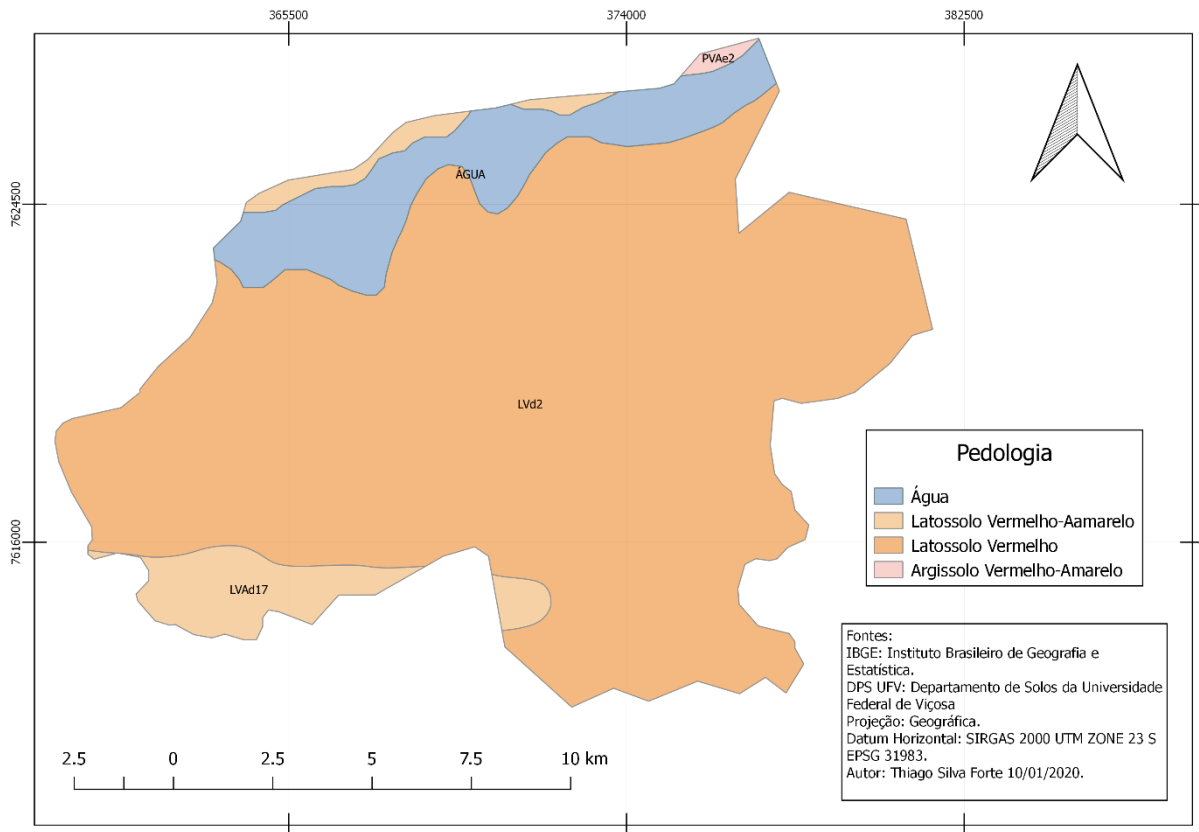 365500
374000
382500
PVAe2
ÁGUA
7624500
LVd2
Pedologia
Água
Latossolo Vermelho-Aamarelo
Latossolo Vermelho
Argissolo Vermelho-Amarelo
7616000
LVAd17
Fontes:
IBGE: Instituto Brasileiro de Geografia e
Estatística.
DPS UFV: Departamento de Solos da Universidade
Federal de Viçosa
Projeção: Geográfica.
Datum Horizontal: SIRGAS 2000 UTM ZONE 23 S
EPSG 31983.
Autor: Thiago Silva Forte 10/01/2020.
2.5 0 2.5 5 7.5 10 km